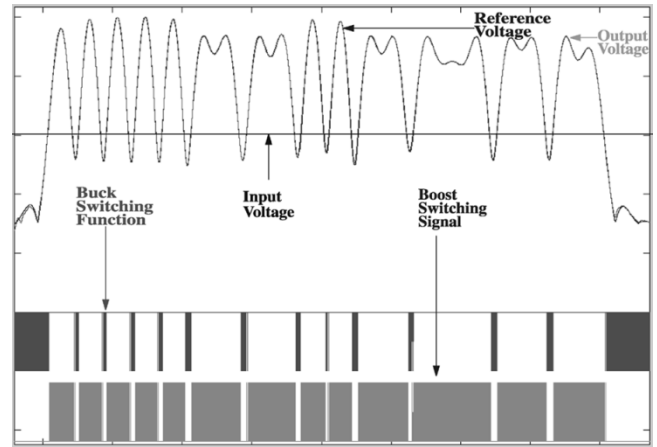 Reference
Voltage
Output
Voltage
Buck
Switching
Function
Input
Voltage
Boost
Switching
Signal